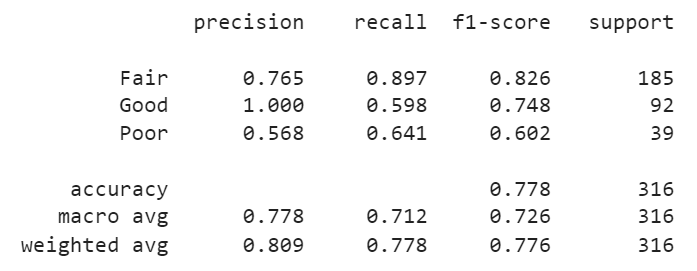 precision recall f1-score support
Fair 0.765 0.897 0.826 185
Good 1.000 0.598 0.748 92
Poor 0.568 0.641 0.602 39
accuracy 0.778 316
macro avg 0.778 0.712 0.726 316
weighted avg 0.809 0.778 0.776 316